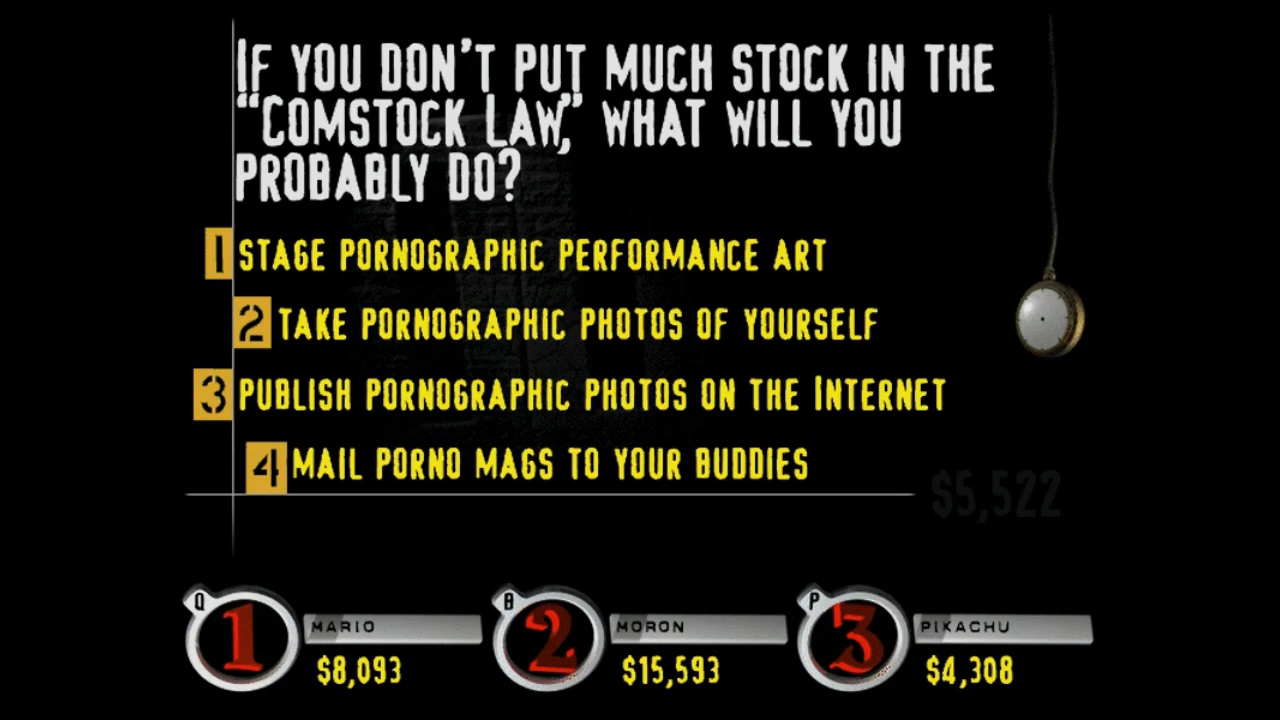 If you don't put much stock in the
"Comstock Law," what will you
probably do?
1 stage pornographic performance art
2 take pornographic photos of yourself
3 publish pornographic photos on the Internet
4 mail porno mags to your buddies
$5,522
Q B P
1 MARIO 2 MORON 3 PIKACHU
$8,093 $15,593 $4,308